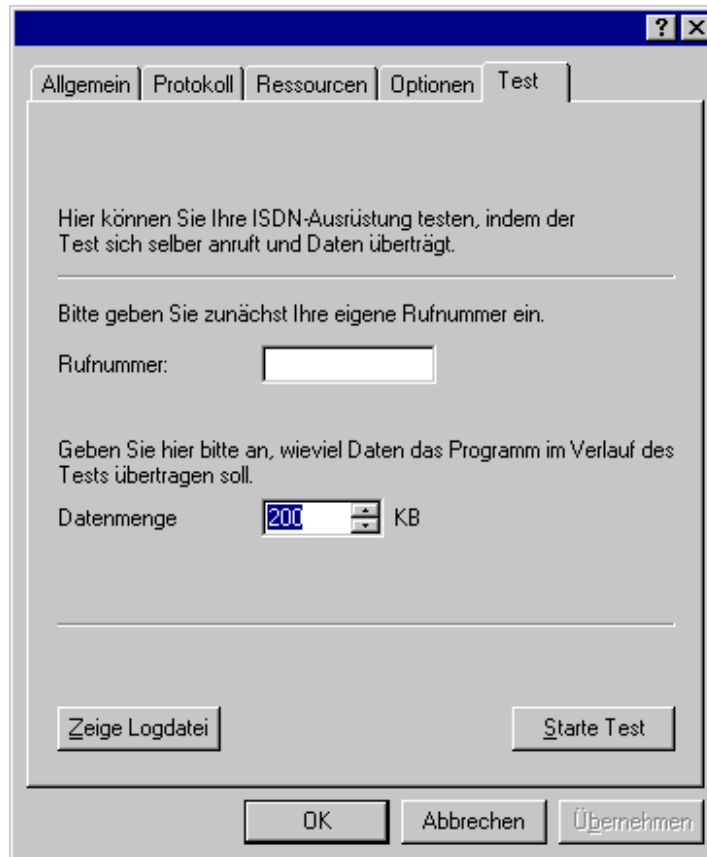 Allgemein Protokoll Ressourcen Optionen Test
Hier können Sie Ihre ISDN-Ausrüstung testen, indem der
Test sich selber anruft und Daten überträgt.
Bitte geben Sie zunächst Ihre eigene Rufnummer ein.
Rufnummer:
Geben Sie hier bitte an, wieviel Daten das Programm im Verlauf des
Tests übertragen soll.
Datenmenge 200 KB
Zeige Logdatei Starte Test
OK Abbrechen Übernehmen